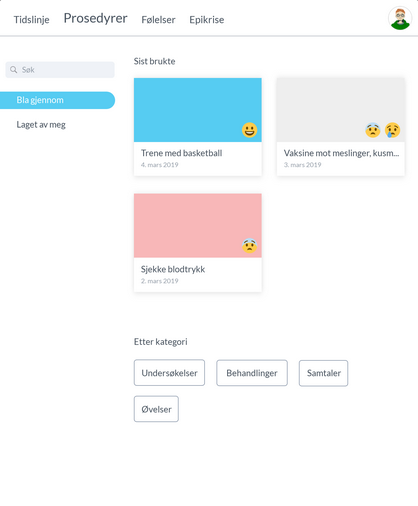 Tidslinje Prosedyrer Følelser Epikrise
Søk
Bla gjennom
Laget av meg
Sist brukte
Trene med basketball
4. mars 2019
Vaksine mot meslinger, kusm...
3. mars 2019
Sjekke blodtrykk
2. mars 2019
Etter kategori
Undersøkelser
Behandlinger
Samtaler
Øvelser